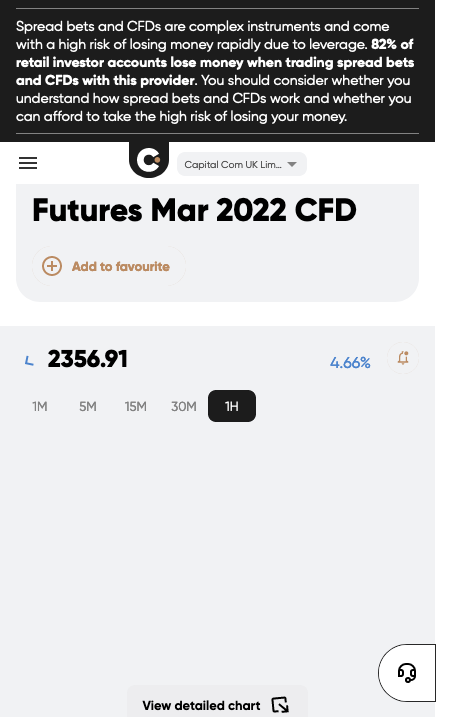 Spread bets and CFDs are complex instruments and come
with a high risk of losing money rapidly due to leverage. 82% of
retail investor accounts lose money when trading spread bets
and CFDs with this provider. You should consider whether you
understand how spread bets and CFDs work and whether you
can afford to take the high risk of losing your money.
Capital Com UK Lim...
Futures Mar 2022 CFD
Add to favourite
2356.91
4.66%
1M 5M 15M 30M 1H
View detailed chart